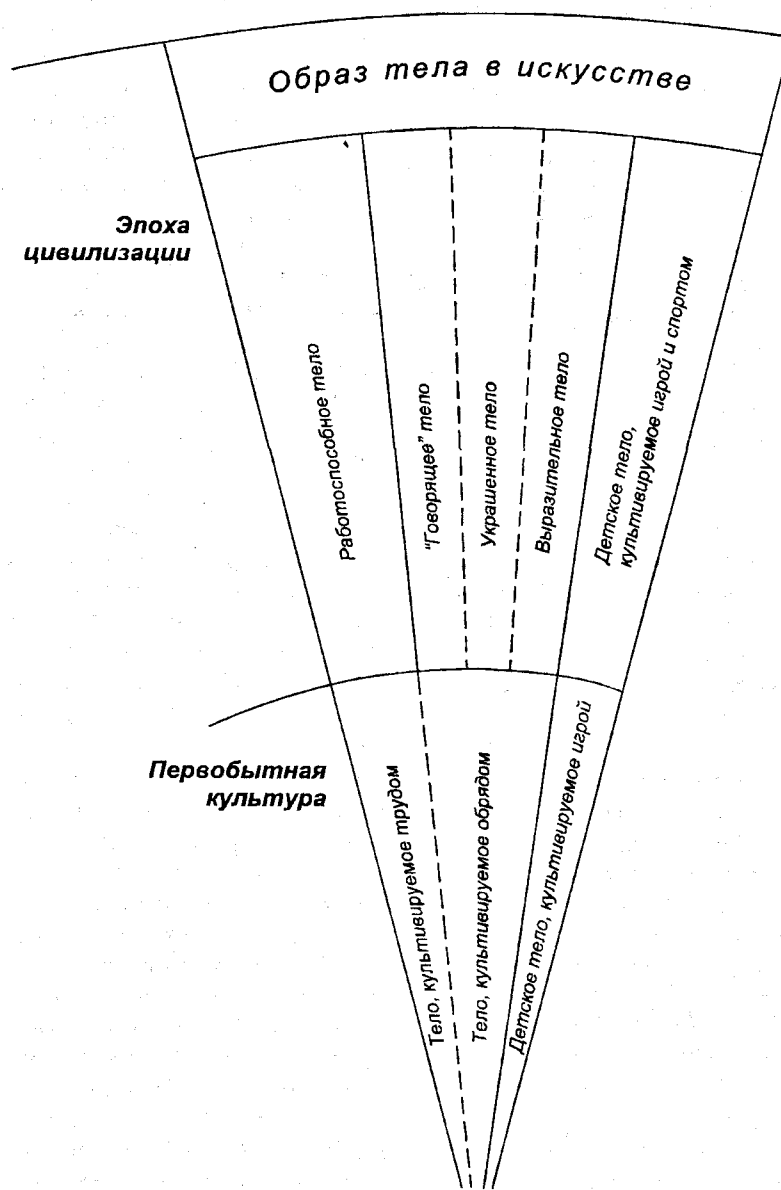 Образ тела в искусстве
Эпоха
цивилизации
Работоспособное тело
"Говорящее" тело
Украшенное тело
Выразительное тело
Детское тело,
культивируемое игрой и спортом
Первобытная
культура
Тело, культивируемое трудом
Тело, культивируемое обрядом
Детское тело, культивируемое игрой